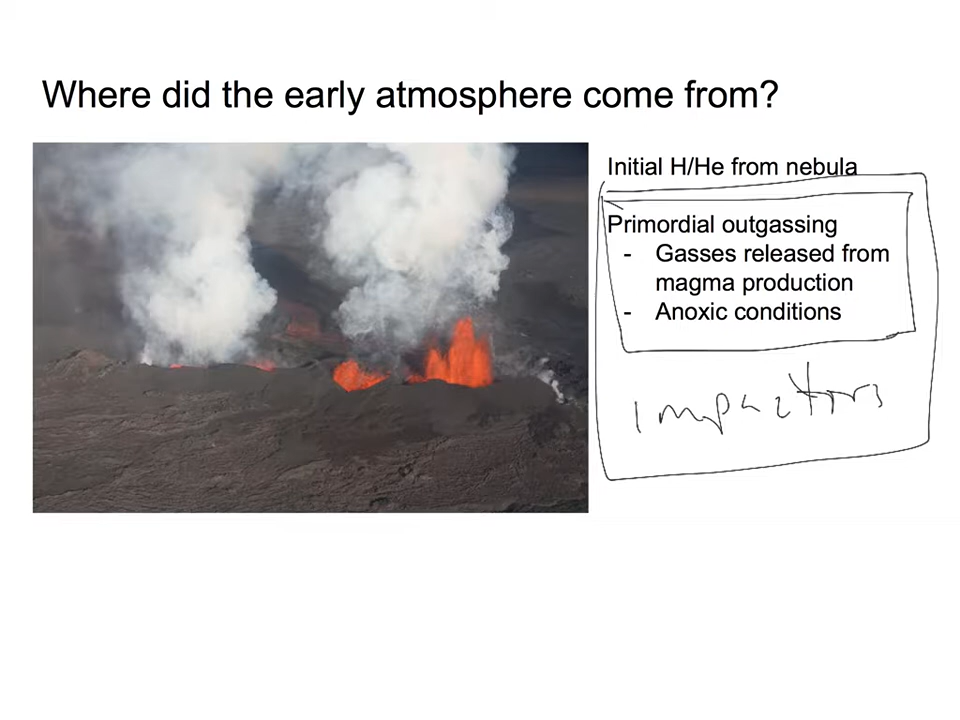 Where did the early atmosphere come from?
Initial H/He from nebula
Primordial outgassing
- Gasses released from
magma production
- Anoxic conditions
impactors